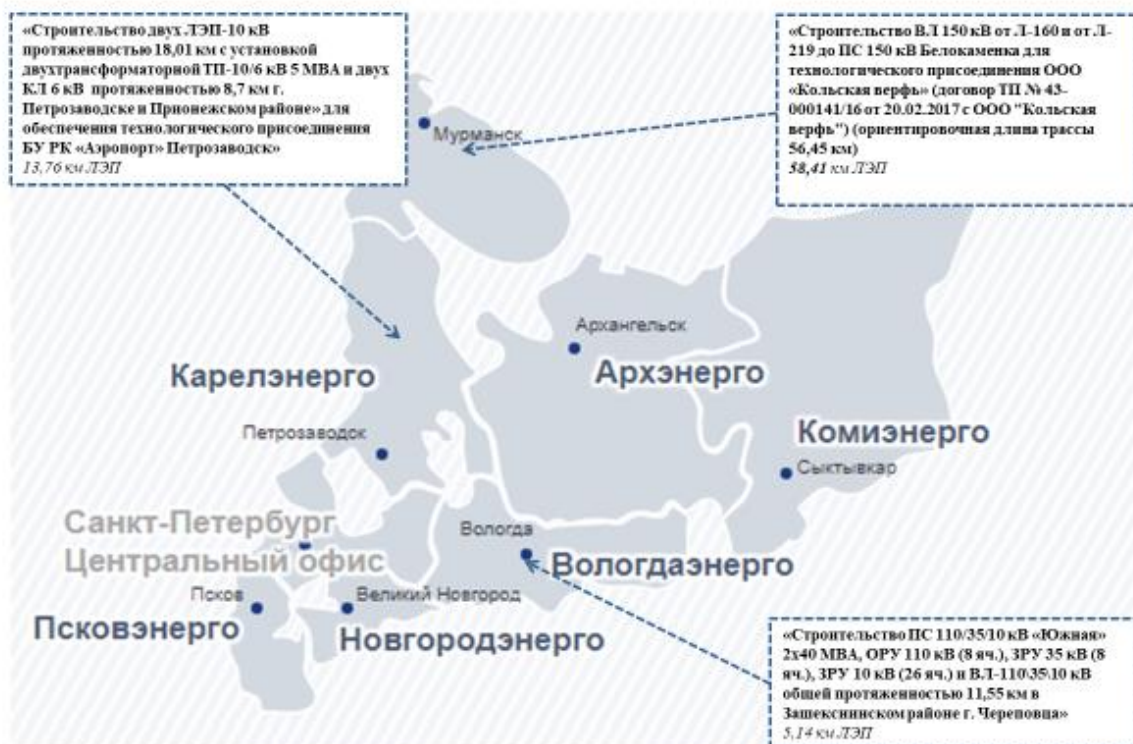 «Строительство двух ЛЭП-10 кВ
протяженностью 18,01 км с установкой
двухтрансформаторной ТП-10/6 кВ 5 МВА и двух
КЛ 6 кВ протяженностью 8,7 км г.
Петрозаводске и Прионежском районе» для
обеспечения технологического присоединения
БУ РК «Аэропорт» Петрозаводск»
13,76 км ЛЭП
«Строительство ВЛ 150 кВ от Л-160 и от Л-
219 до ПС 150 кВ Белокаменка для
технологического присоединения ООО
«Кольская верфь» (договор ТП № 43-
000141/16 от 20.02.2017 с ООО "Кольская
верфь") (ориентировочная длина трассы
56,45 км)
58,41 км ЛЭП
Мурманск
Архангельск
Архэнерго
Карелэнерго
Петрозаводск
Комиэнерго
Сыктывкар
Санкт-Петербург
Центральный офис
Вологда
Вологдаэнерго
Псков
Псковэнерго
Великий Новгород
Новгородэнерго
«Строительство ПС 110/35/10 кВ «Южная»
2х40 МВА, ОРУ 110 кВ (8 яч.), ЗРУ 35 кВ (8
яч.), ЗРУ 10 кВ (26 яч.) и ВЛ-110\35\10 кВ
общей протяженностью 11,55 км в
Зашекснинском районе г. Череповца»
5,14 км ЛЭП